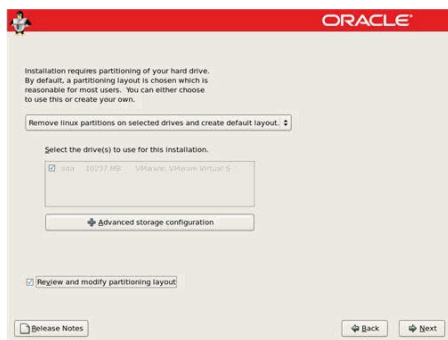 ORACLE
Installation requires partitioning of your hard drive.
By default, a partitioning layout is chosen which is
reasonable for most users. You can either choose
to use this or create your own.
Remove linux partitions on selected drives and create default layout.
Select the drive(s) to use for this installation.
sda 10237 MB VMware, VMware Virtual S
Advanced storage configuration
Review and modify partitioning layout
Release Notes
Back
Next